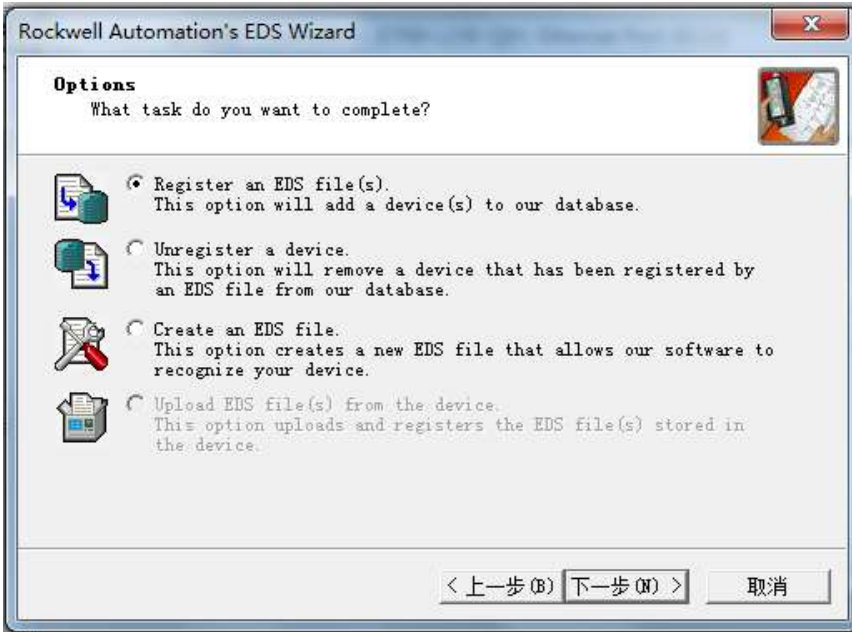 Rockwell Automation's EDS Wizard
Options
What task do you want to complete?
Register an EDS file(s).
This option will add a device(s) to our database.
Unregister a device.
This option will remove a device that has been registered by
an EDS file from our database.
Create an EDS file.
This option creates a new EDS file that allows our software to
recognize your device.
Upload EDS file(s) from the device.
This option uploads and registers the EDS file(s) stored in
the device.
< 上一步(B) 下一步(N) > 取消